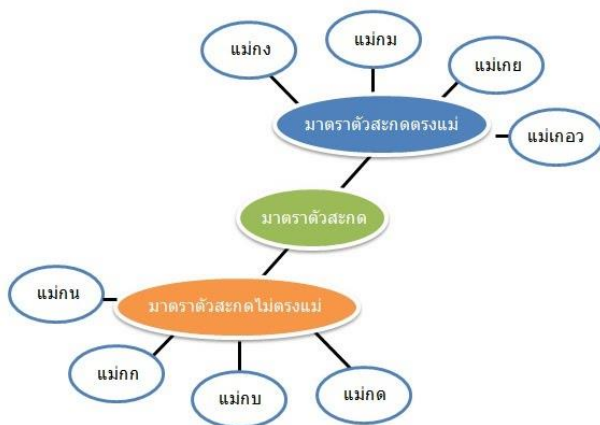 แม่กง
แม่กม
แม่เกย
แม่เกอว
มาตราตัวสะกดตรงแม่
มาตราตัวสะกด
มาตราตัวสะกดไม่ตรงแม่
แม่กน
แม่กก
แม่กบ
แม่กด